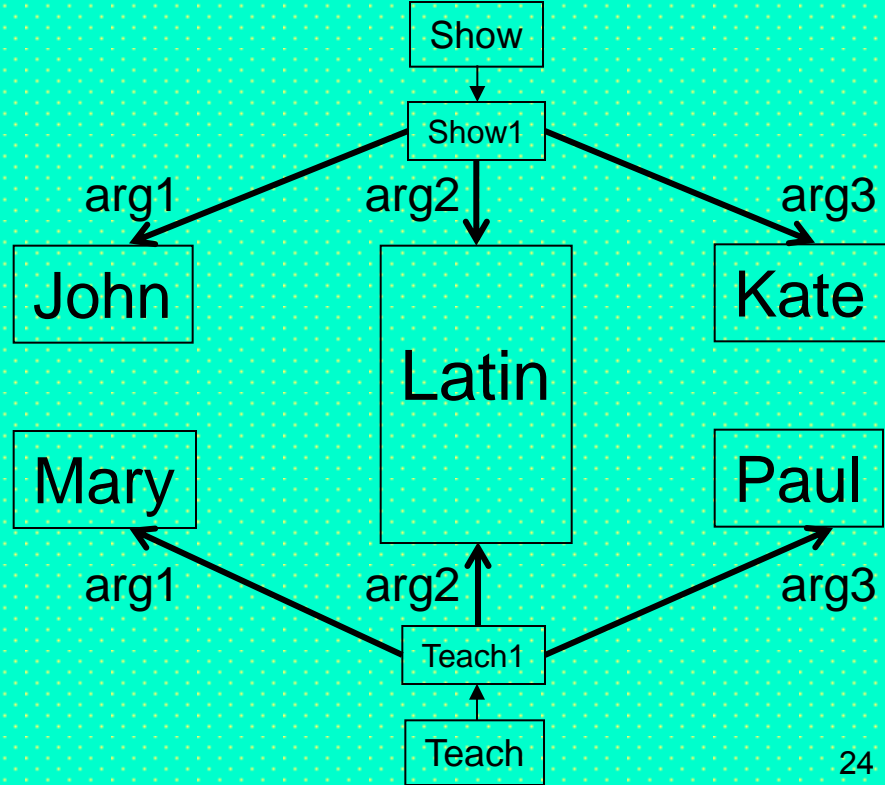 Show
Show1
arg1 arg2 arg3
John
Kate
Latin
Mary
Paul
arg1 arg2 arg3
Teach1
Teach
24